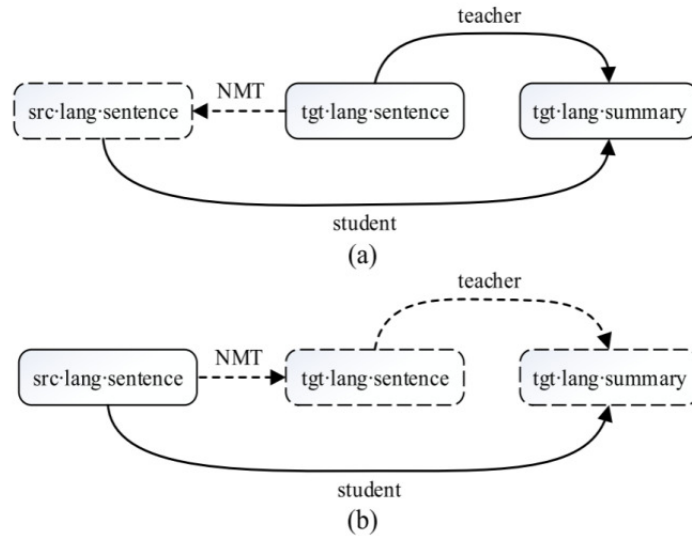 teacher
NMT
src·lang·sentence
tgt·lang·sentence
tgt·lang·summary
student
(a)
teacher
NMT
src·lang·sentence
tgt·lang·sentence
tgt·lang·summary
student
(b)